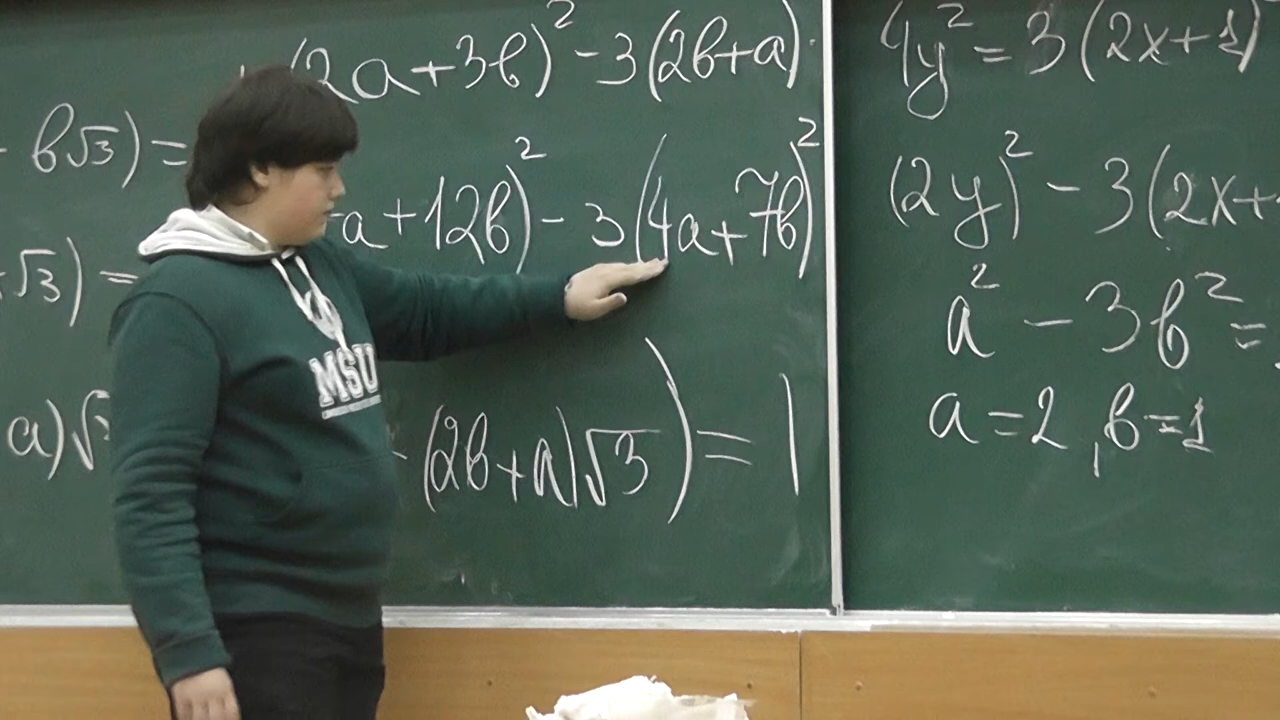 (2a+3b)² -3(2b+a)
4y² = 3(2x+1)
- b√3) =
a+12b)² - 3(4a+7b)²
(2y)² - 3(2x+
√3) =
a² - 3b² =
MSU
a)√
(2b+a)√3) = 1
a=2, b=1